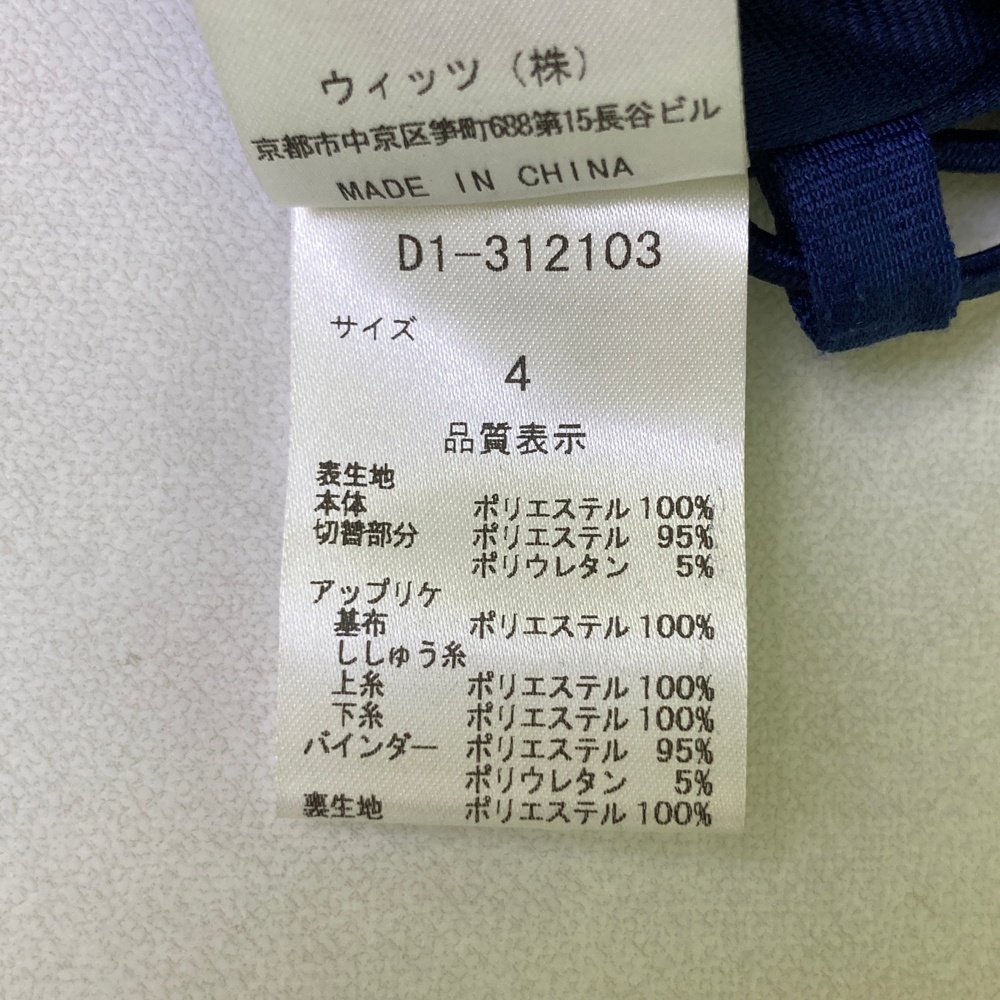 ウィッツ（株）
京都市中京区笋町688第15長谷ビル
MADE IN CHINA
D1-312103
サイズ
4
品質表示
表生地
本体 ポリエステル 100%
切替部分 ポリエステル 95%
ポリウレタン 5%
アップリケ
基布 ポリエステル 100%
ししゅう糸
上糸 ポリエステル 100%
下糸 ポリエステル 100%
バインダー ポリエステル 95%
ポリウレタン 5%
裏生地 ポリエステル 100%